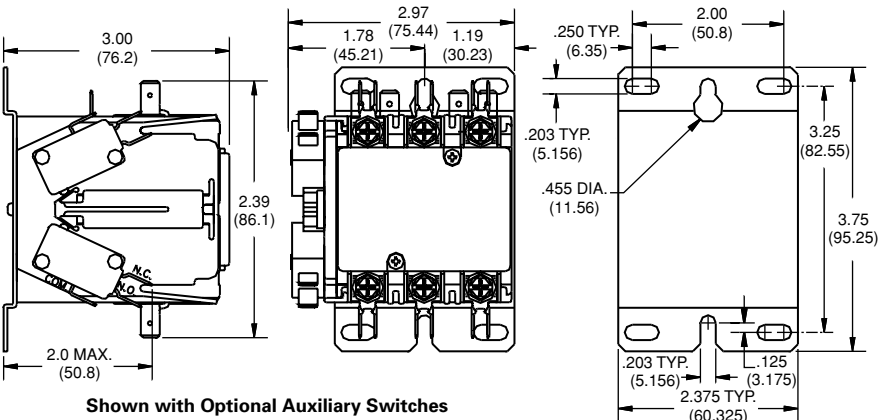 3.00
(76.2)
2.39
(86.1)
N.C.
COM.
N.O.
2.0 MAX.
(50.8)
2.97
(75.44)
1.78
(45.21)
1.19
(30.23)
.250 TYP.
(6.35)
2.00
(50.8)
.203 TYP.
(5.156)
.455 DIA.
(11.56)
3.25
(82.55)
3.75
(95.25)
.203 TYP.
(5.156)
.125
(3.175)
2.375 TYP.
(60.325)
Shown with Optional Auxiliary Switches